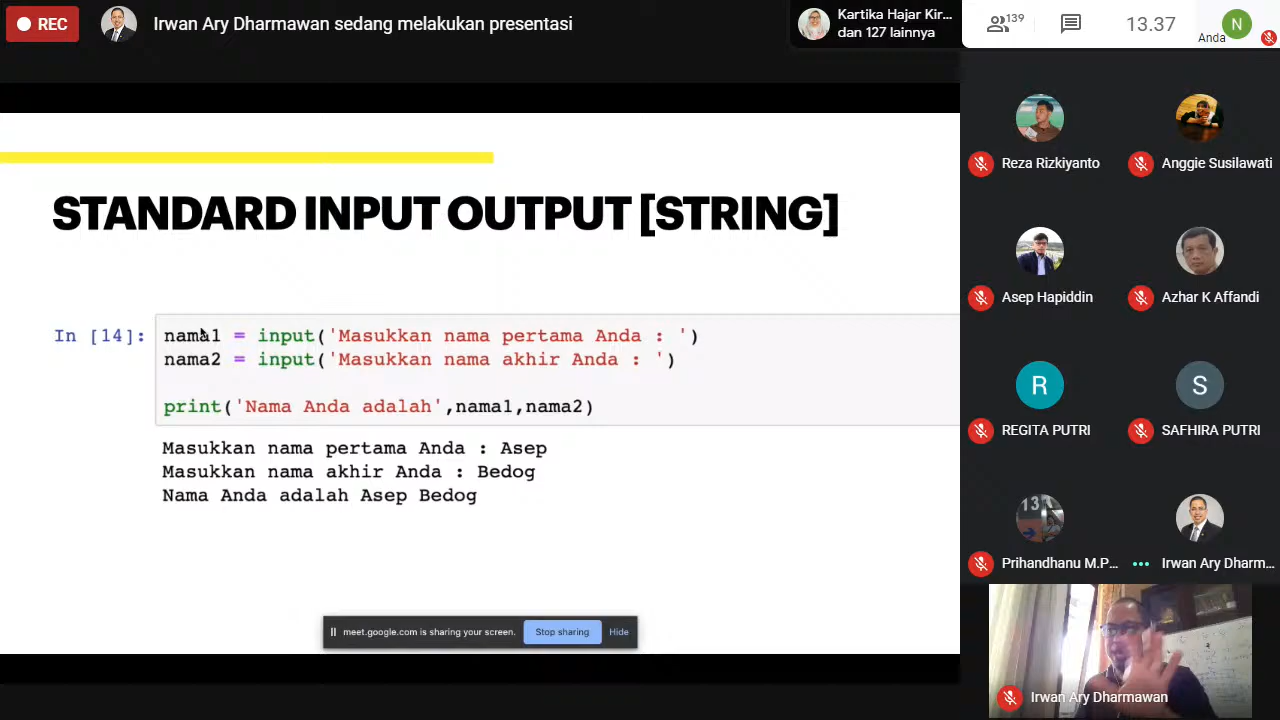 REC
Irwan Ary Dharmawan sedang melakukan presentasi
Kartika Hajar Kir...
dan 127 lainnya
139
13.37
Anda
N
STANDARD INPUT OUTPUT [STRING]
In [14]:
nama1 = input('Masukkan nama pertama Anda : ')
nama2 = input('Masukkan nama akhir Anda : ')
print('Nama Anda adalah',nama1,nama2)
Masukkan nama pertama Anda : Asep
Masukkan nama akhir Anda : Bedog
Nama Anda adalah Asep Bedog
meet.google.com is sharing your screen.
Stop sharing
Hide
Reza Rizkiyanto
Anggie Susilawati
Asep Hapiddin
Azhar K Affandi
R
REGITA PUTRI
S
SAFHIRA PUTRI
13
Prihandhanu M.P...
Irwan Ary Dharm...
Irwan Ary Dharmawan